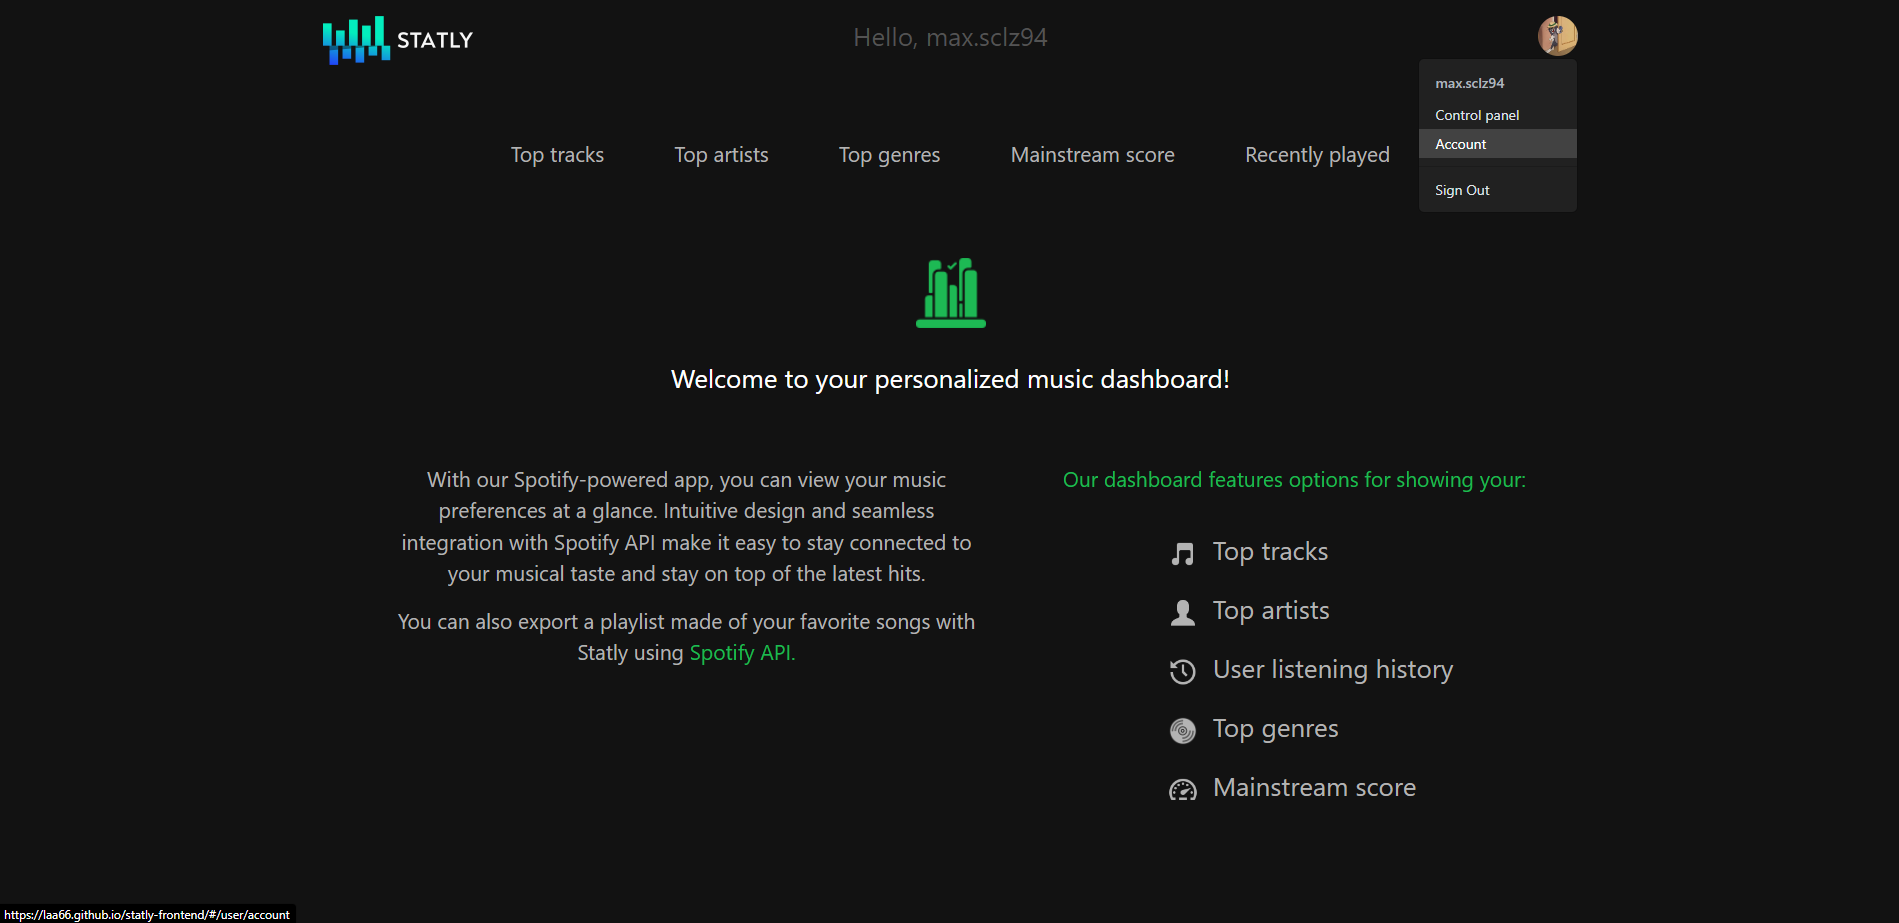 STATLY
Hello, max.sclz94
max.sclz94
Control panel
Account
Sign Out
Top tracks
Top artists
Top genres
Mainstream score
Recently played
Welcome to your personalized music dashboard!
With our Spotify-powered app, you can view your music
preferences at a glance. Intuitive design and seamless
integration with Spotify API make it easy to stay connected to
your musical taste and stay on top of the latest hits.
You can also export a playlist made of your favorite songs with
Statly using Spotify API.
Our dashboard features options for showing your:
Top tracks
Top artists
User listening history
Top genres
Mainstream score
https://laa66.github.io/statly-frontend/#/user/account